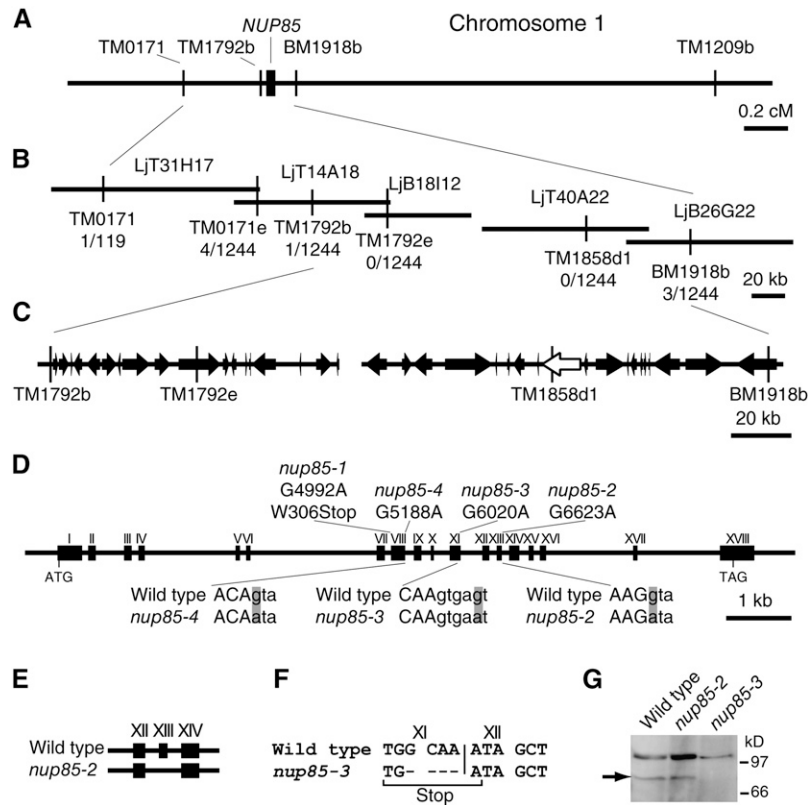 A
Chromosome 1
NUP85
TM0171 TM1792b BM1918b TM1209b
0.2 cM
B
LjT31H17 LjT14A18 LjB18I12 LjT40A22 LjB26G22
TM0171 TM0171e TM1792b TM1792e TM1858d1 BM1918b
1/119 4/1244 1/1244 0/1244 0/1244 3/1244
20 kb
C
TM1792b TM1792e TM1858d1 BM1918b
20 kb
D
nup85-1 nup85-4 nup85-3 nup85-2
G4992A G5188A G6020A G6623A
W306Stop
I II III IV V VI VII VIII IX X XI XII XIII XIV XV XVI XVII XVIII
ATG TAG
Wild type ACAgta Wild type CAAgtgagt Wild type AAGgta
nup85-4 ACAata nup85-3 CAAgtgaat nup85-2 AAGata
1 kb
E
XII XIII XIV
Wild type
nup85-2
F
XI XII
Wild type TGG CAA ATA GCT
nup85-3 TG- --- ATA GCT
Stop
G
Wild type nup85-2 nup85-3
kD
-97
-66